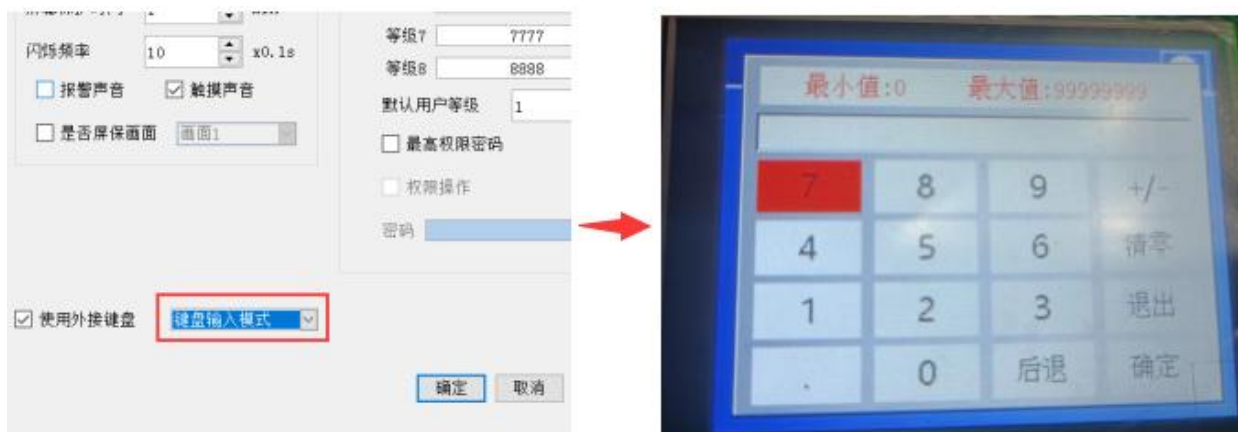 闪烁频率 10 x0.1s
报警声音 触摸声音
是否屏保画面 画面1
等级7 7777
等级8 8888
默认用户等级 1
最高权限密码
权限操作
密码
使用外接键盘 键盘输入模式
确定 取消
最小值:0 最大值:99999999
7 8 9 +/-
4 5 6 清零
1 2 3 退出
. 0 后退 确定